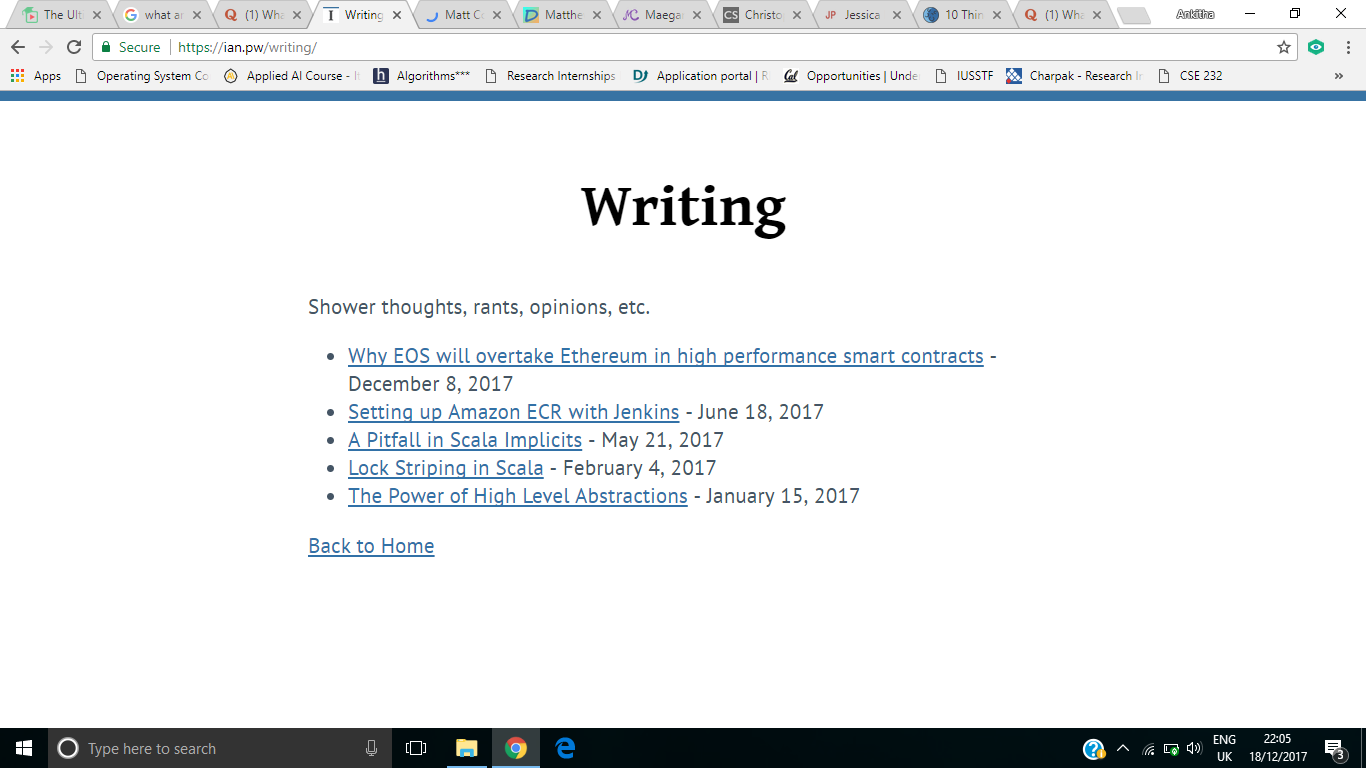 The Ult
what ar
(1) Wha
Writing
Matt Co
Matthe
Maegar
Christo
Jessica
10 Thin
(1) Wha
Ankitha
Secure https://ian.pw/writing/
Apps Operating System Co Applied AI Course - It Algorithms*** Research Internships Application portal | R Opportunities | Unde IUSSTF Charpak - Research In CSE 232 »
Writing
Shower thoughts, rants, opinions, etc.
• Why EOS will overtake Ethereum in high performance smart contracts -
December 8, 2017
• Setting up Amazon ECR with Jenkins - June 18, 2017
• A Pitfall in Scala Implicits - May 21, 2017
• Lock Striping in Scala - February 4, 2017
• The Power of High Level Abstractions - January 15, 2017
Back to Home
Type here to search
ENG
UK
22:05
18/12/2017
3